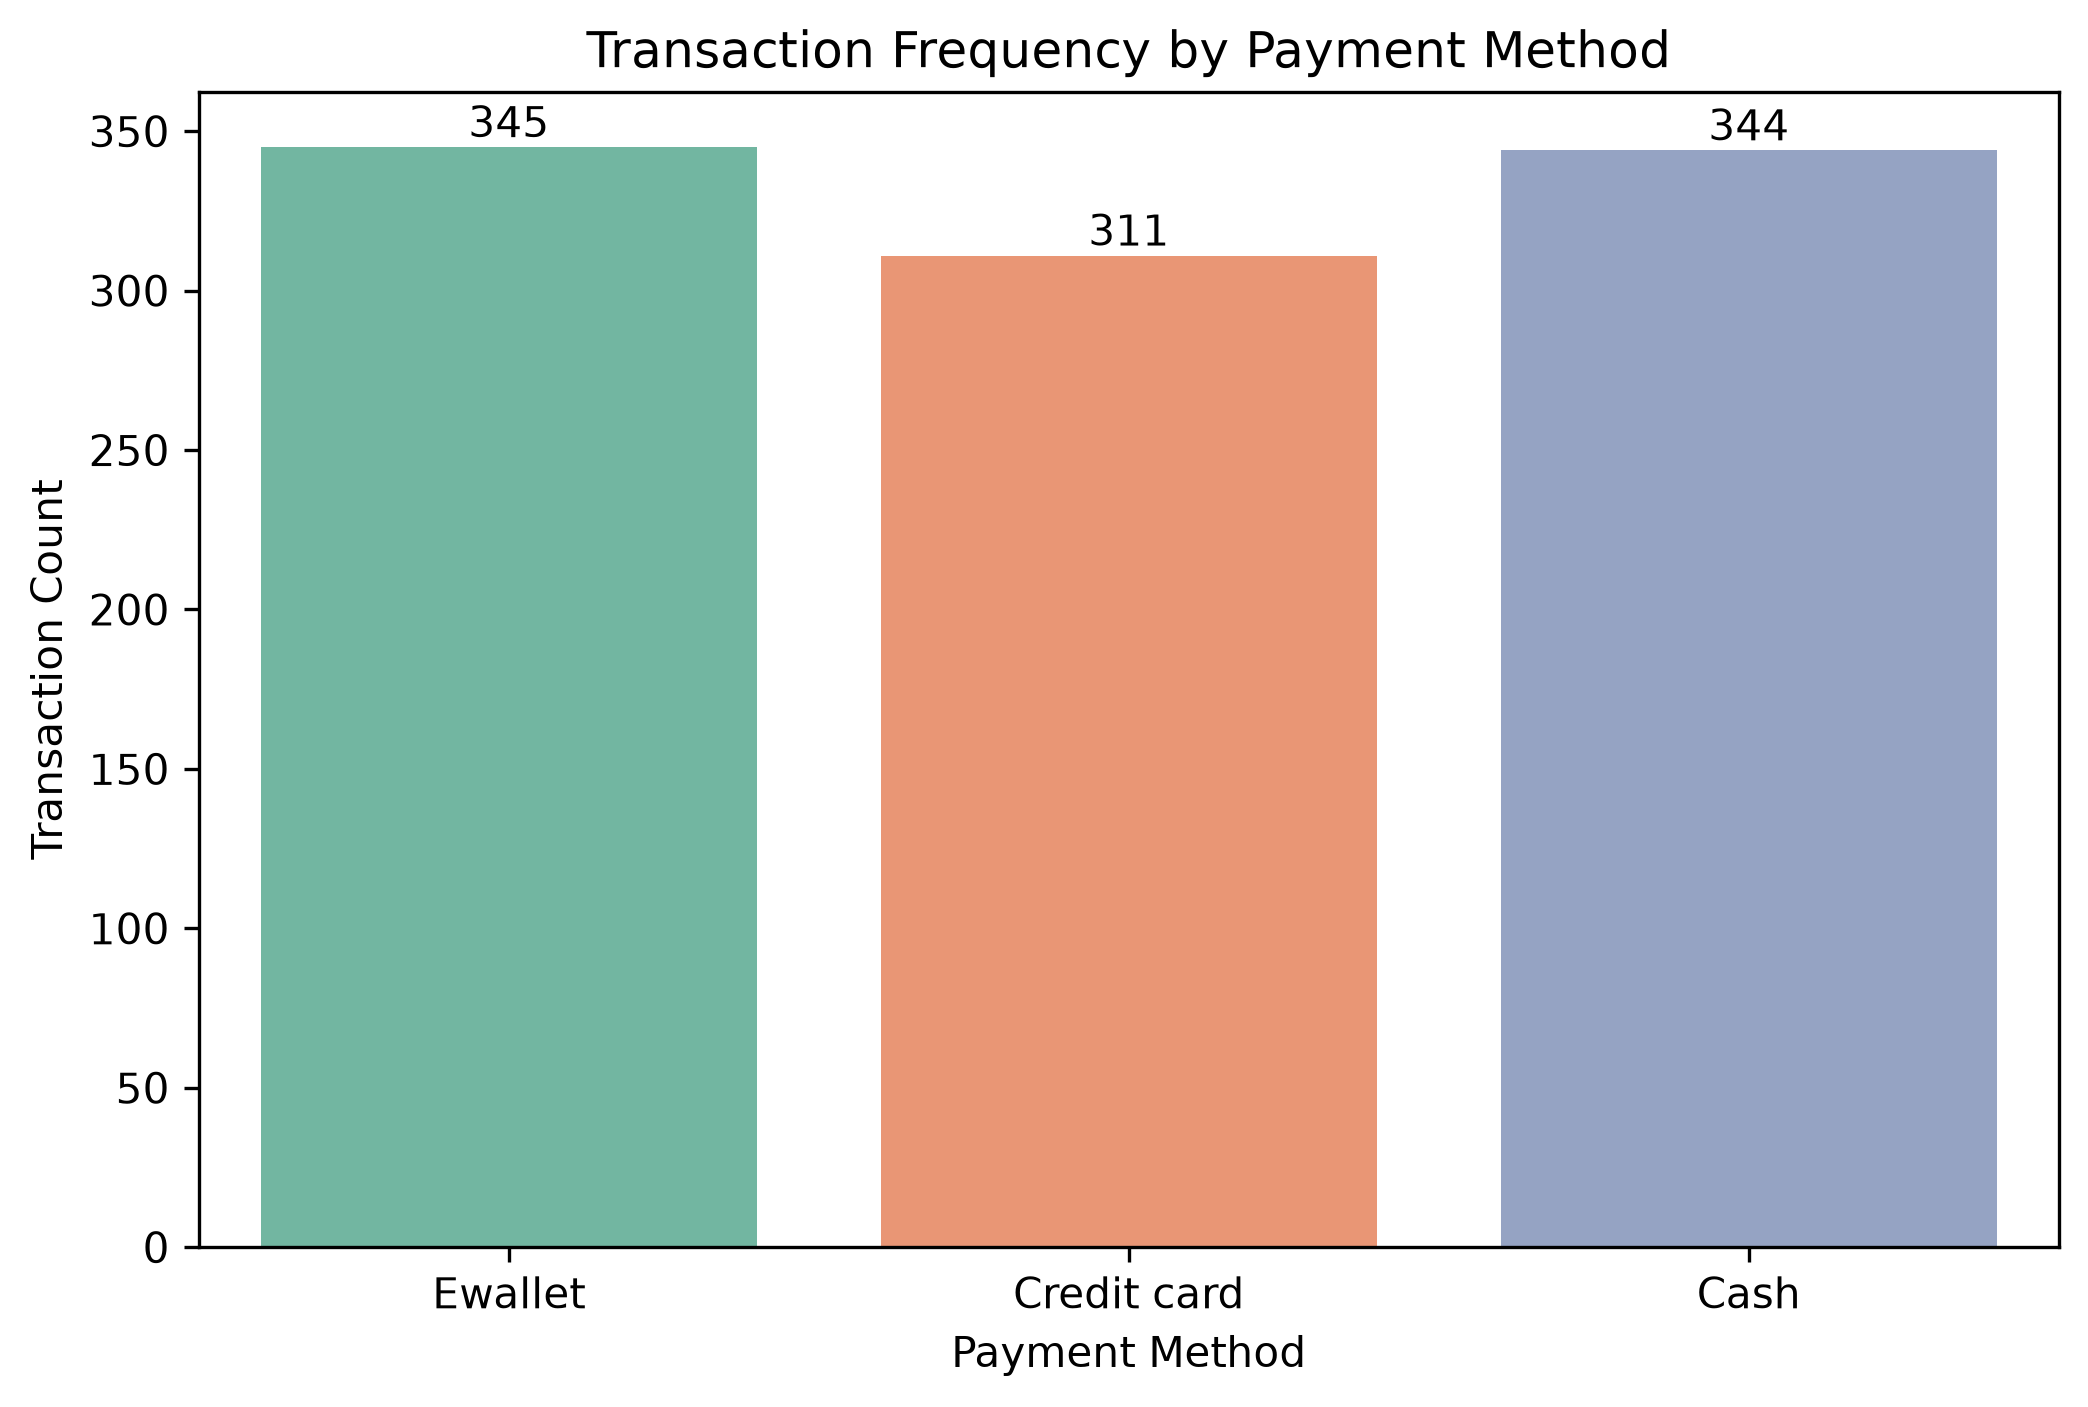 Transaction Frequency by Payment Method
345
344
311
350
300
250
200
150
100
50
0
Transaction Count
Ewallet
Credit card
Cash
Payment Method